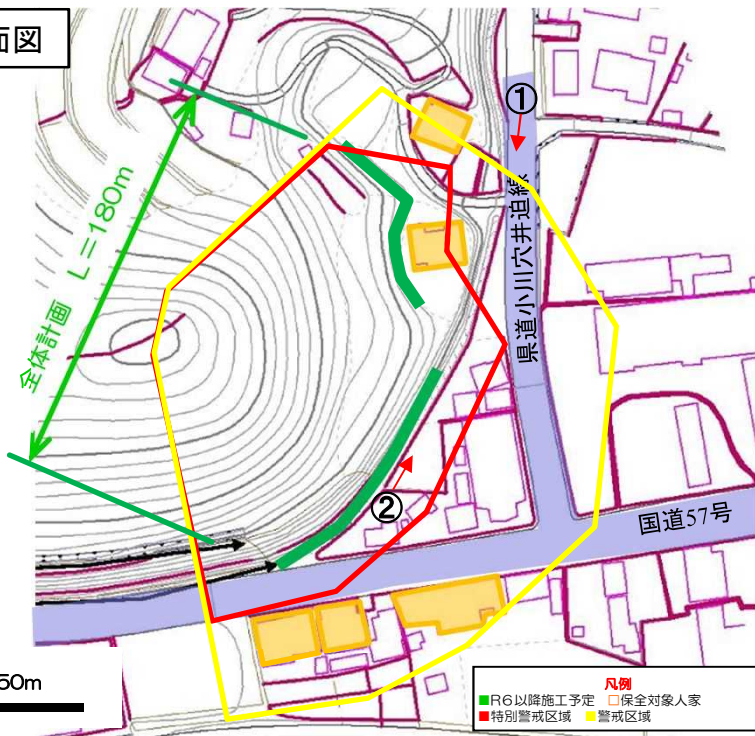 面図
①
全体計画 L=180m
県道小川穴井迫線
②
国道57号
50m
凡例
■R6以降施工予定 □保全対象人家
■特別警戒区域 ■警戒区域